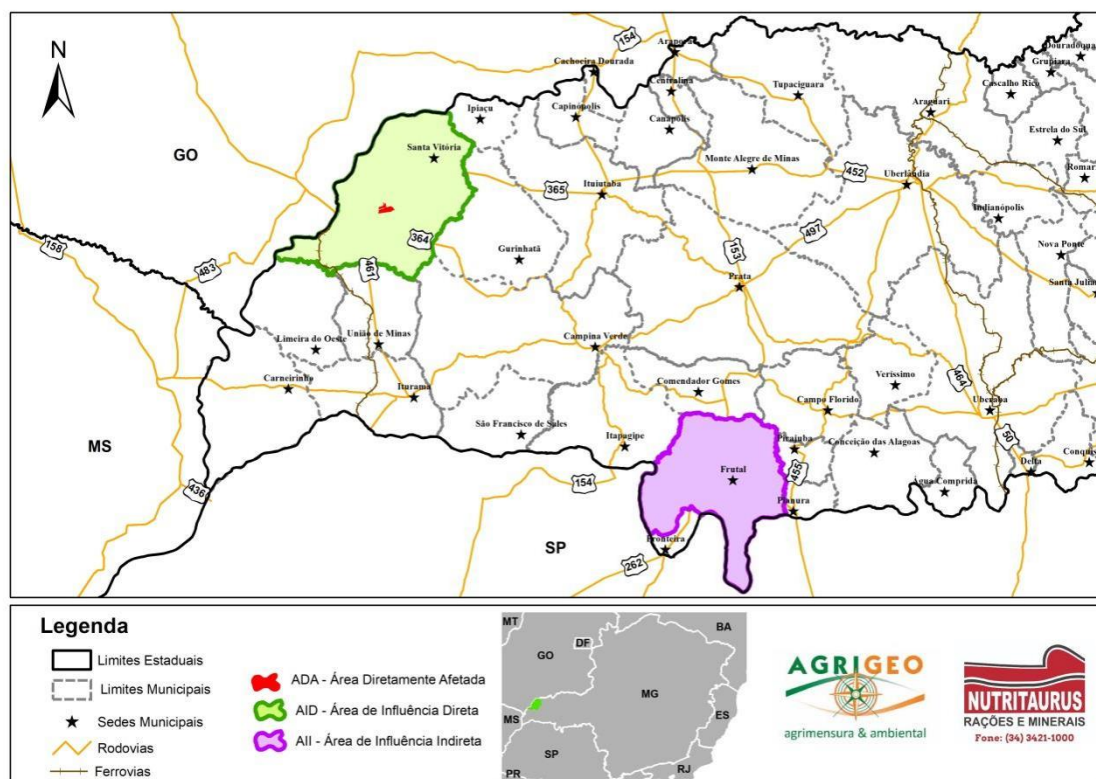 N
154
Araporã
Douradoquara
Grupiara
Cachoeira Dourada
Centralina
Tupaciguara
Cascalho Rico
Ipiaçu
Capinópolis
Araguari
Canápolis
Estrela do Sul
GO
Santa Vitória
Monte Alegre de Minas
452
Romar
365
Ituiutaba
Uberlândia
Indianópolis
158
364
497
Gurinhatã
153
Nova Ponte
483
461
Prata
Santa Julia
Limeira do Oeste
União de Minas
Campina Verde
Carneirinho
Iturama
Comendador Gomes
Veríssimo
464
Campo Florido
Uberaba
São Francisco de Sales
Itapagipe
Pirajuba
Conceição das Alagoas
50
MS
154
Frutal
455
Delta
Conquis
436
Água Comprida
Planura
SP
Fronteira
262
Legenda
Limites Estaduais
Limites Municipais
Sedes Municipais
Rodovias
Ferrovias
ADA - Área Diretamente Afetada
AID - Área de Influência Direta
AII - Área de Influência Indireta
MT
BA
DF
GO
MG
ES
MS
SP
PR
RJ
AGRIGEO
agrimensura & ambiental
NUTRITAURUS
RAÇÕES E MINERAIS
Fone: (34) 3421-1000